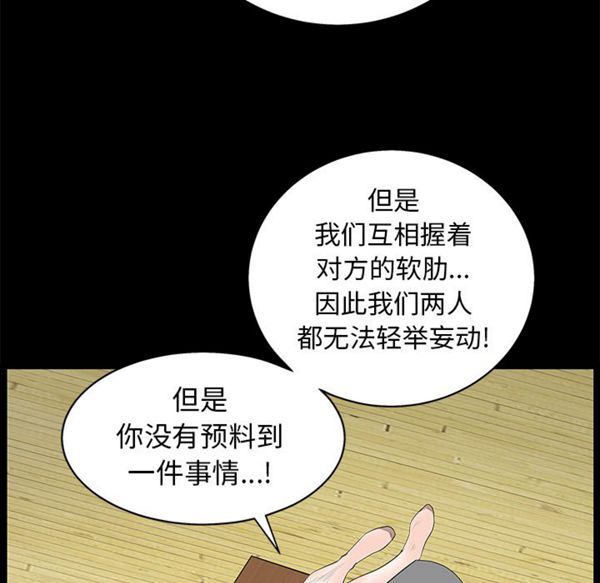 但是
我们互相握着
对方的软肋...
因此我们两人
都无法轻举妄动!
但是
你没有预料到
一件事情...!